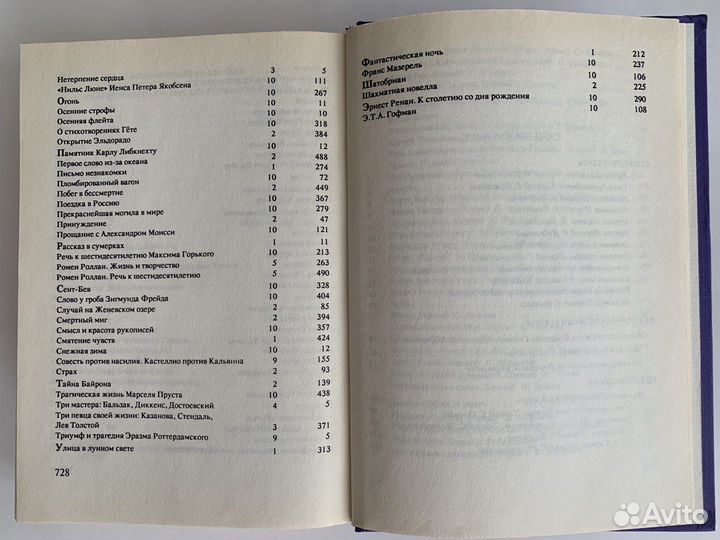 Нетерпение сердца 3 5
«Нильс Люне» Иенса Петера Якобсена 10 111
Огонь 10 267
Осенние строфы 10 11
Осенняя флейта 10 10
О стихотворениях Гёте 10 318
Открытие Эльдорадо 2 384
Памятник Карлу Либкнехту 10 12
Первое слово из-за океана 2 488
Письмо незнакомки 1 274
Пломбированный вагон 10 72
Побег в бессмертие 2 449
Поездка в Россию 10 367
Прекраснейшая могила в мире 10 279
Принуждение 2 47
Прощание с Александром Моисси 10 121
Рассказ в сумерках 1 11
Речь к шестидесятилетию Максима Горького 10 213
Ромен Роллан. Жизнь и творчество 5 263
Ромен Роллан. Речь к шестидесятилетию 5 490
Сент-Бев 10 328
Слово у гроба Зигмунда Фрейда 10 404
Случай на Женевском озере 2 85
Смертный миг 2 394
Смысл и красота рукописей 10 357
Смятение чувств 1 424
Снежная зима 10 12
Совесть против насилия. Кастеллио против Кальвина 9 155
Страх 2 93
Тайна Байрона 2 139
Трагическая жизнь Марселя Пруста 10 438
Три мастера: Бальзак, Диккенс, Достоевский 4 5
Три певца своей жизни: Казанова, Стендаль,
Лев Толстой 3 371
Триумф и трагедия Эразма Роттердамского 9 5
Улица в лунном свете 1 313
728
Фантастическая ночь 1 212
Франс Мазерель 10 237
Шатобриан 10 106
Шахматная новелла 2 225
Эрнест Ренан. К столетию со дня рождения 10 290
Э.Т.А. Гофман 10 108
Avito